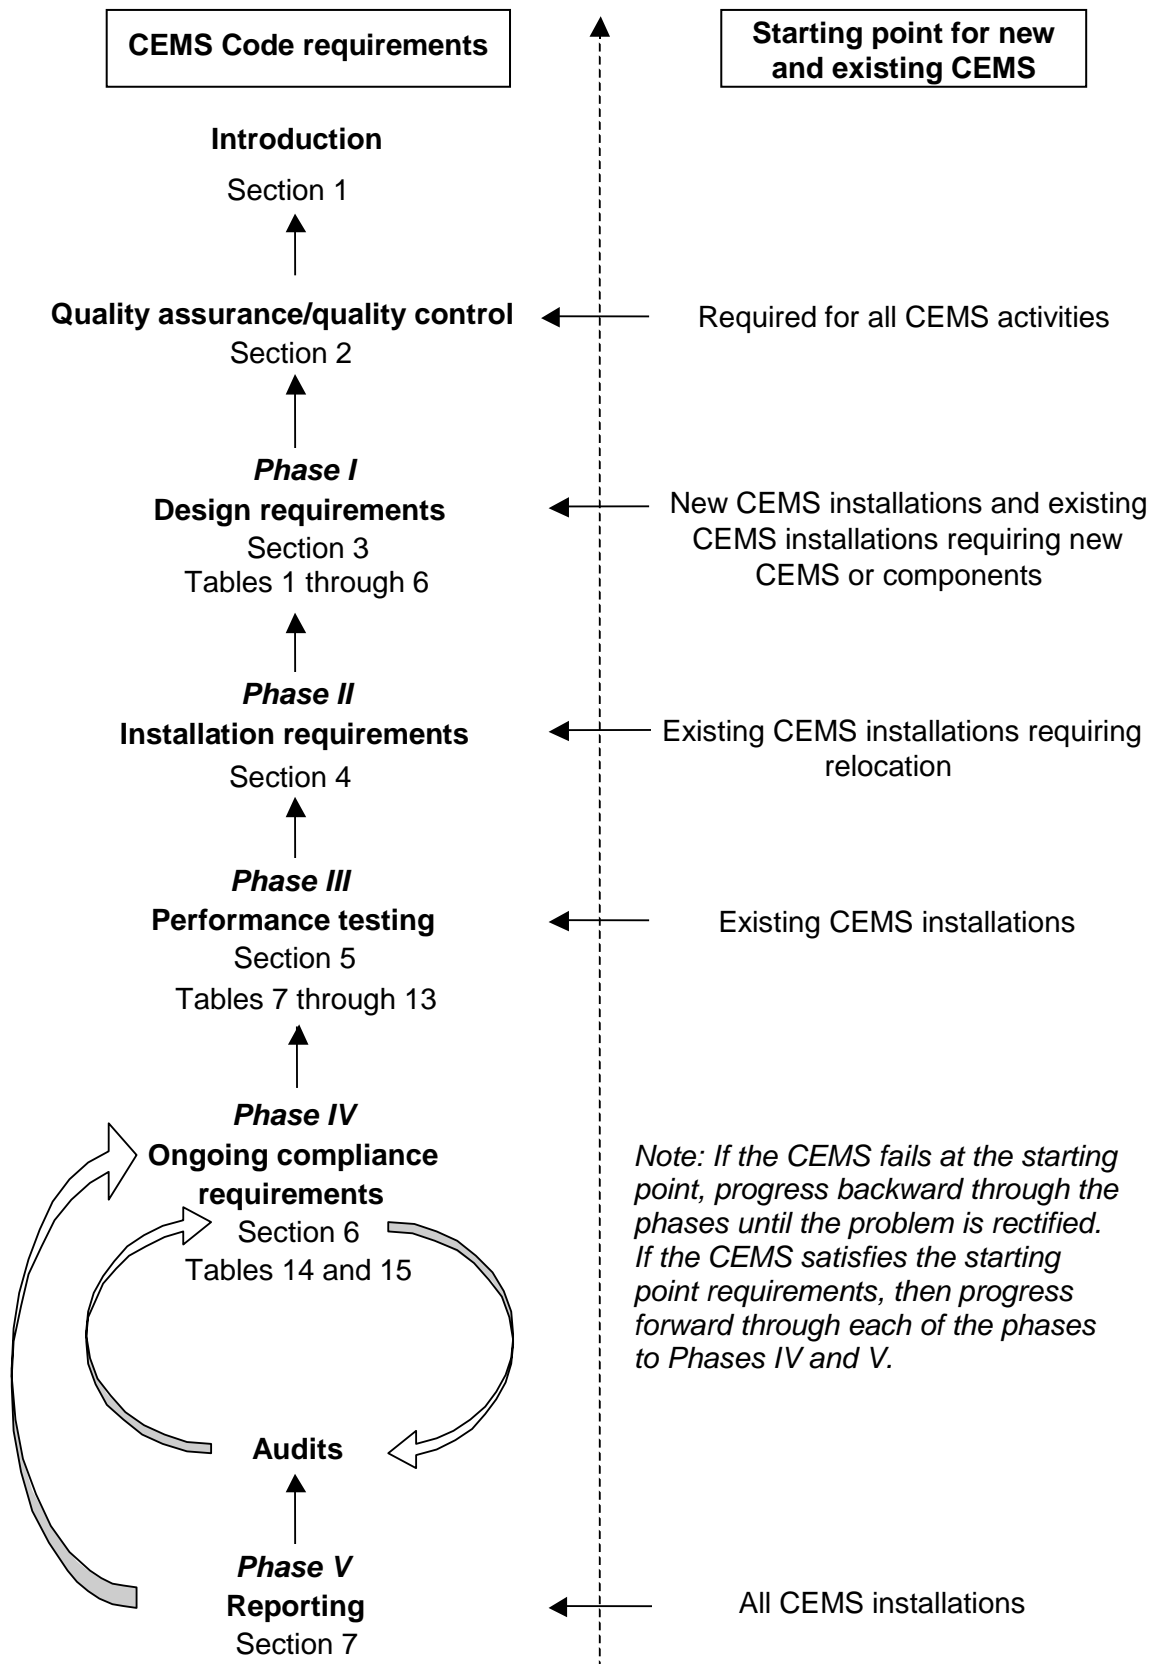 CEMS Code requirements
Starting point for new
and existing CEMS
Introduction
Section 1
Quality assurance/quality control
Section 2
Required for all CEMS activities
Phase I
Design requirements
Section 3
Tables 1 through 6
New CEMS installations and existing
CEMS installations requiring new
CEMS or components
Phase II
Installation requirements
Section 4
Existing CEMS installations requiring
relocation
Phase III
Performance testing
Section 5
Tables 7 through 13
Existing CEMS installations
Phase IV
Ongoing compliance
requirements
Section 6
Tables 14 and 15
Note: If the CEMS fails at the starting
point, progress backward through the
phases until the problem is rectified.
If the CEMS satisfies the starting
point requirements, then progress
forward through each of the phases
to Phases IV and V.
Audits
Phase V
Reporting
Section 7
All CEMS installations